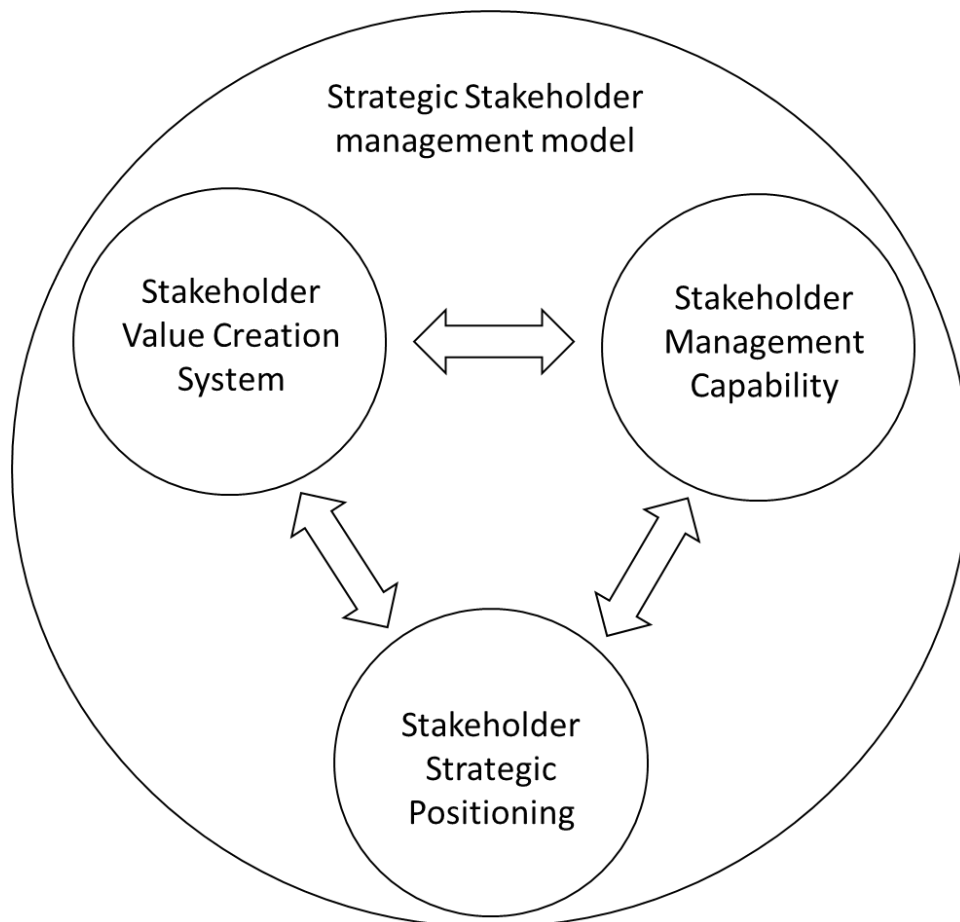 Strategic Stakeholder
management model
Stakeholder
Value Creation
System
Stakeholder
Management
Capability
Stakeholder
Strategic
Positioning